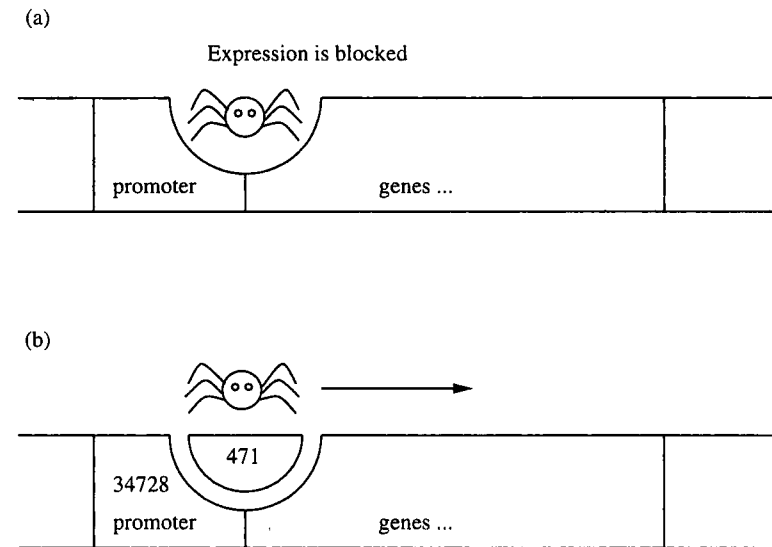 (a)
Expression is blocked
promoter genes ...
(b)
471
34728
promoter genes ...